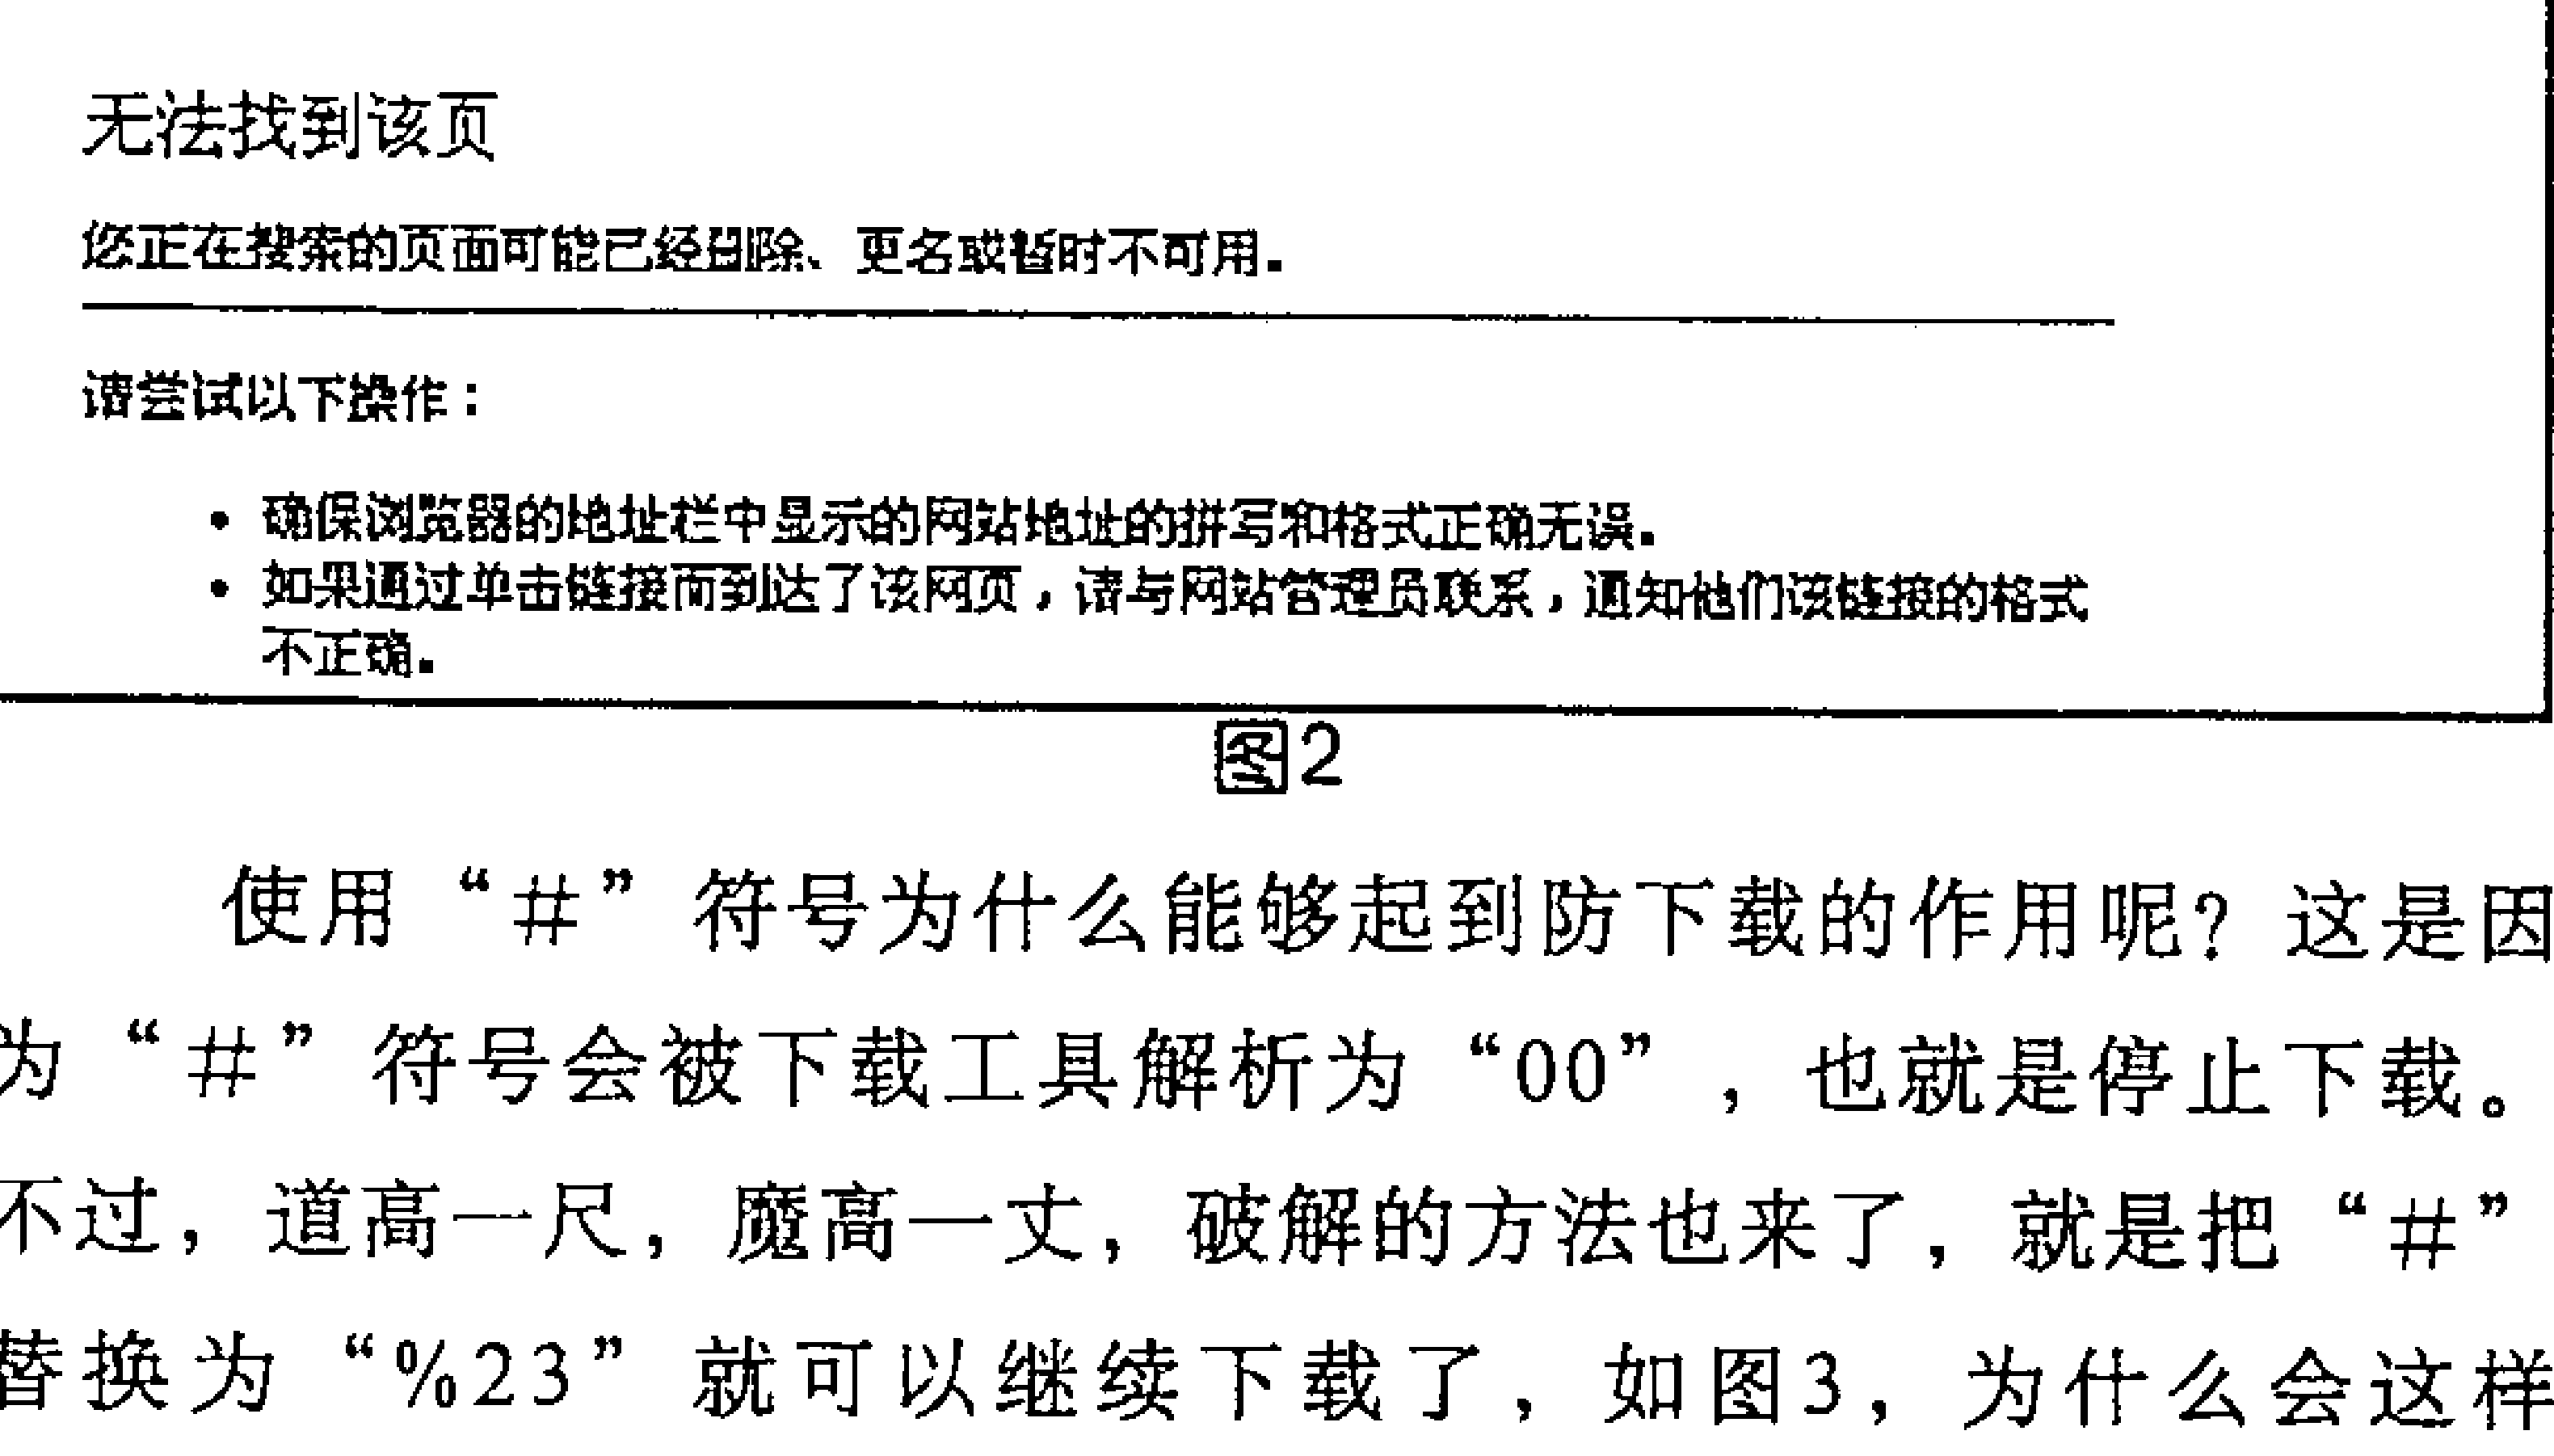 无法找到该页
您正在搜索的页面可能已经删除、更名或暂时不可用。
请尝试以下操作：
• 确保浏览器的地址栏中显示的网站地址的拼写和格式正确无误。
• 如果通过单击链接而到达了该网页，请与网站管理员联系，通知他们该链接的格式
不正确。
图2
使用“#”符号为什么能够起到防下载的作用呢？这是因
为“#”符号会被下载工具解析为“00”，也就是停止下载。
不过，道高一尺，魔高一丈，破解的方法也来了，就是把“#”
替换为“%23”就可以继续下载了，如图3，为什么会这样